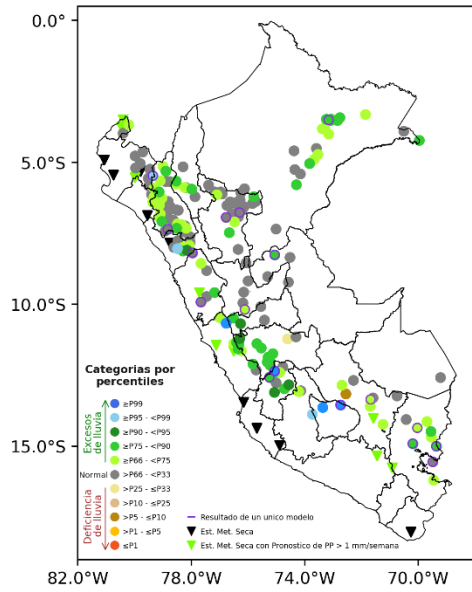 0.0°
5.0°S
10.0°S
15.0°S
82.0°W
78.0°W
74.0°W
70.0°W
Categorias por
percentiles
Excesos
de lluvia
Normal
Deficiencia
de lluvia
≥P99
≥P95 - <P99
≥P90 - <P95
≥P75 - <P90
≥P66 - <P75
>P66 - <P33
>P25 - ≤P33
>P10 - ≤P25
>P5 - ≤P10
>P1 - ≤P5
≤P1
Resultado de un unico modelo
Est. Met. Seca
Est. Met. Seca con Pronostico de PP > 1 mm/semana